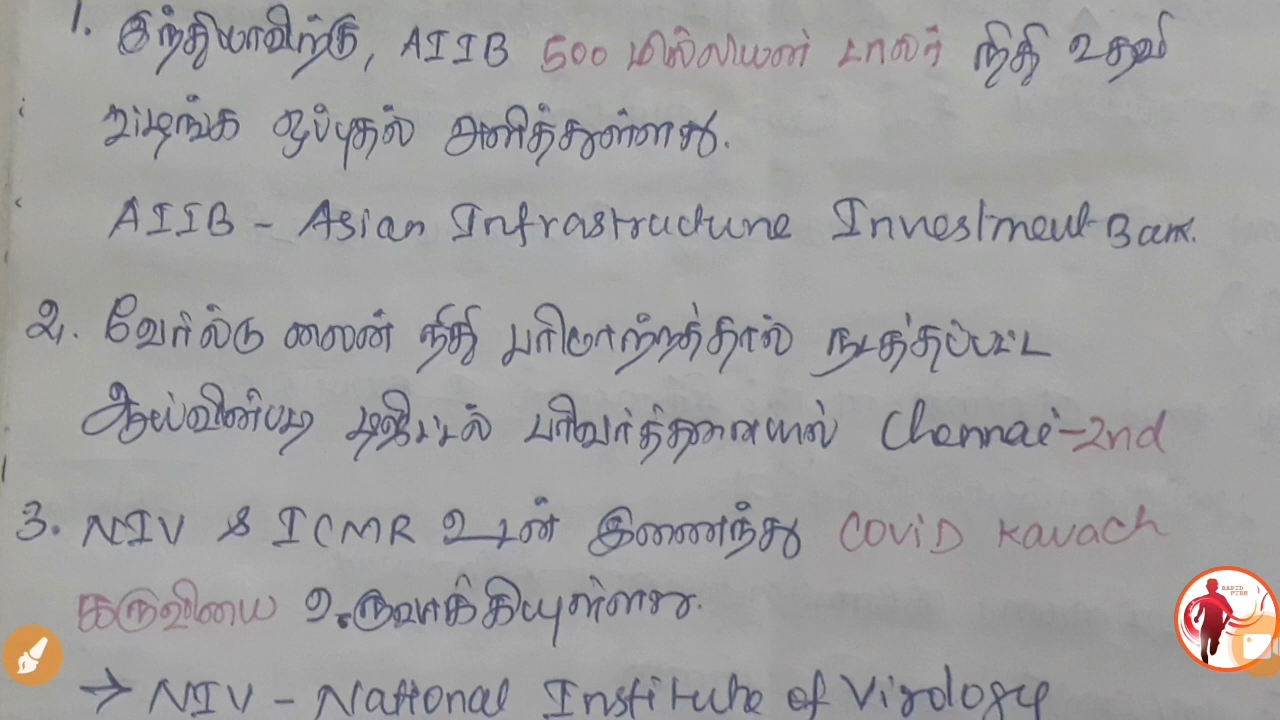 1. இந்தியாவிற்கு, AIIB 500 மில்லியன் டாலர் நிதி உதவி
வழங்க ஒப்புதல் அளித்துள்ளது.
AIIB - Asian Infrastructure Investment Bank.
2. வேர்ல்டு லைன் நிதி பரிமாற்றத்தால் நடத்தப்பட்ட
ஆய்வின்படி டிஜிட்டல் பரிவர்த்தனையில் Chennai - 2nd
3. NIV & ICMR உடன் இணைந்து COVID Kavach
கருவியை உருவாக்கியுள்ளது.
→ NIV - National Institute of Virology
RAPID FIRE